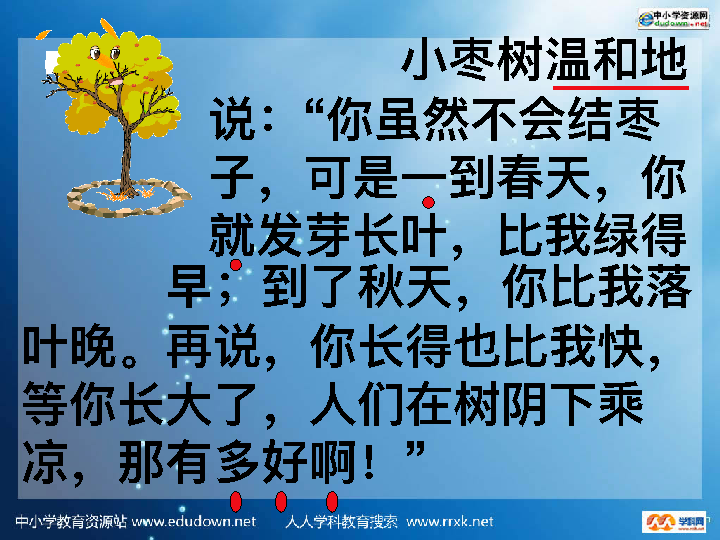 中小学资源网
edudown.net
小枣树温和地
说：“你虽然不会结枣
子，可是一到春天，你
就发芽长叶，比我绿得
早；到了秋天，你比我落
叶晚。再说，你长得也比我快，
等你长大了，人们在树阴下乘
凉，那有多好啊！”
中小学教育资源站 www.edudown.net 人人学科教育搜索 www.rrxk.net
学科网